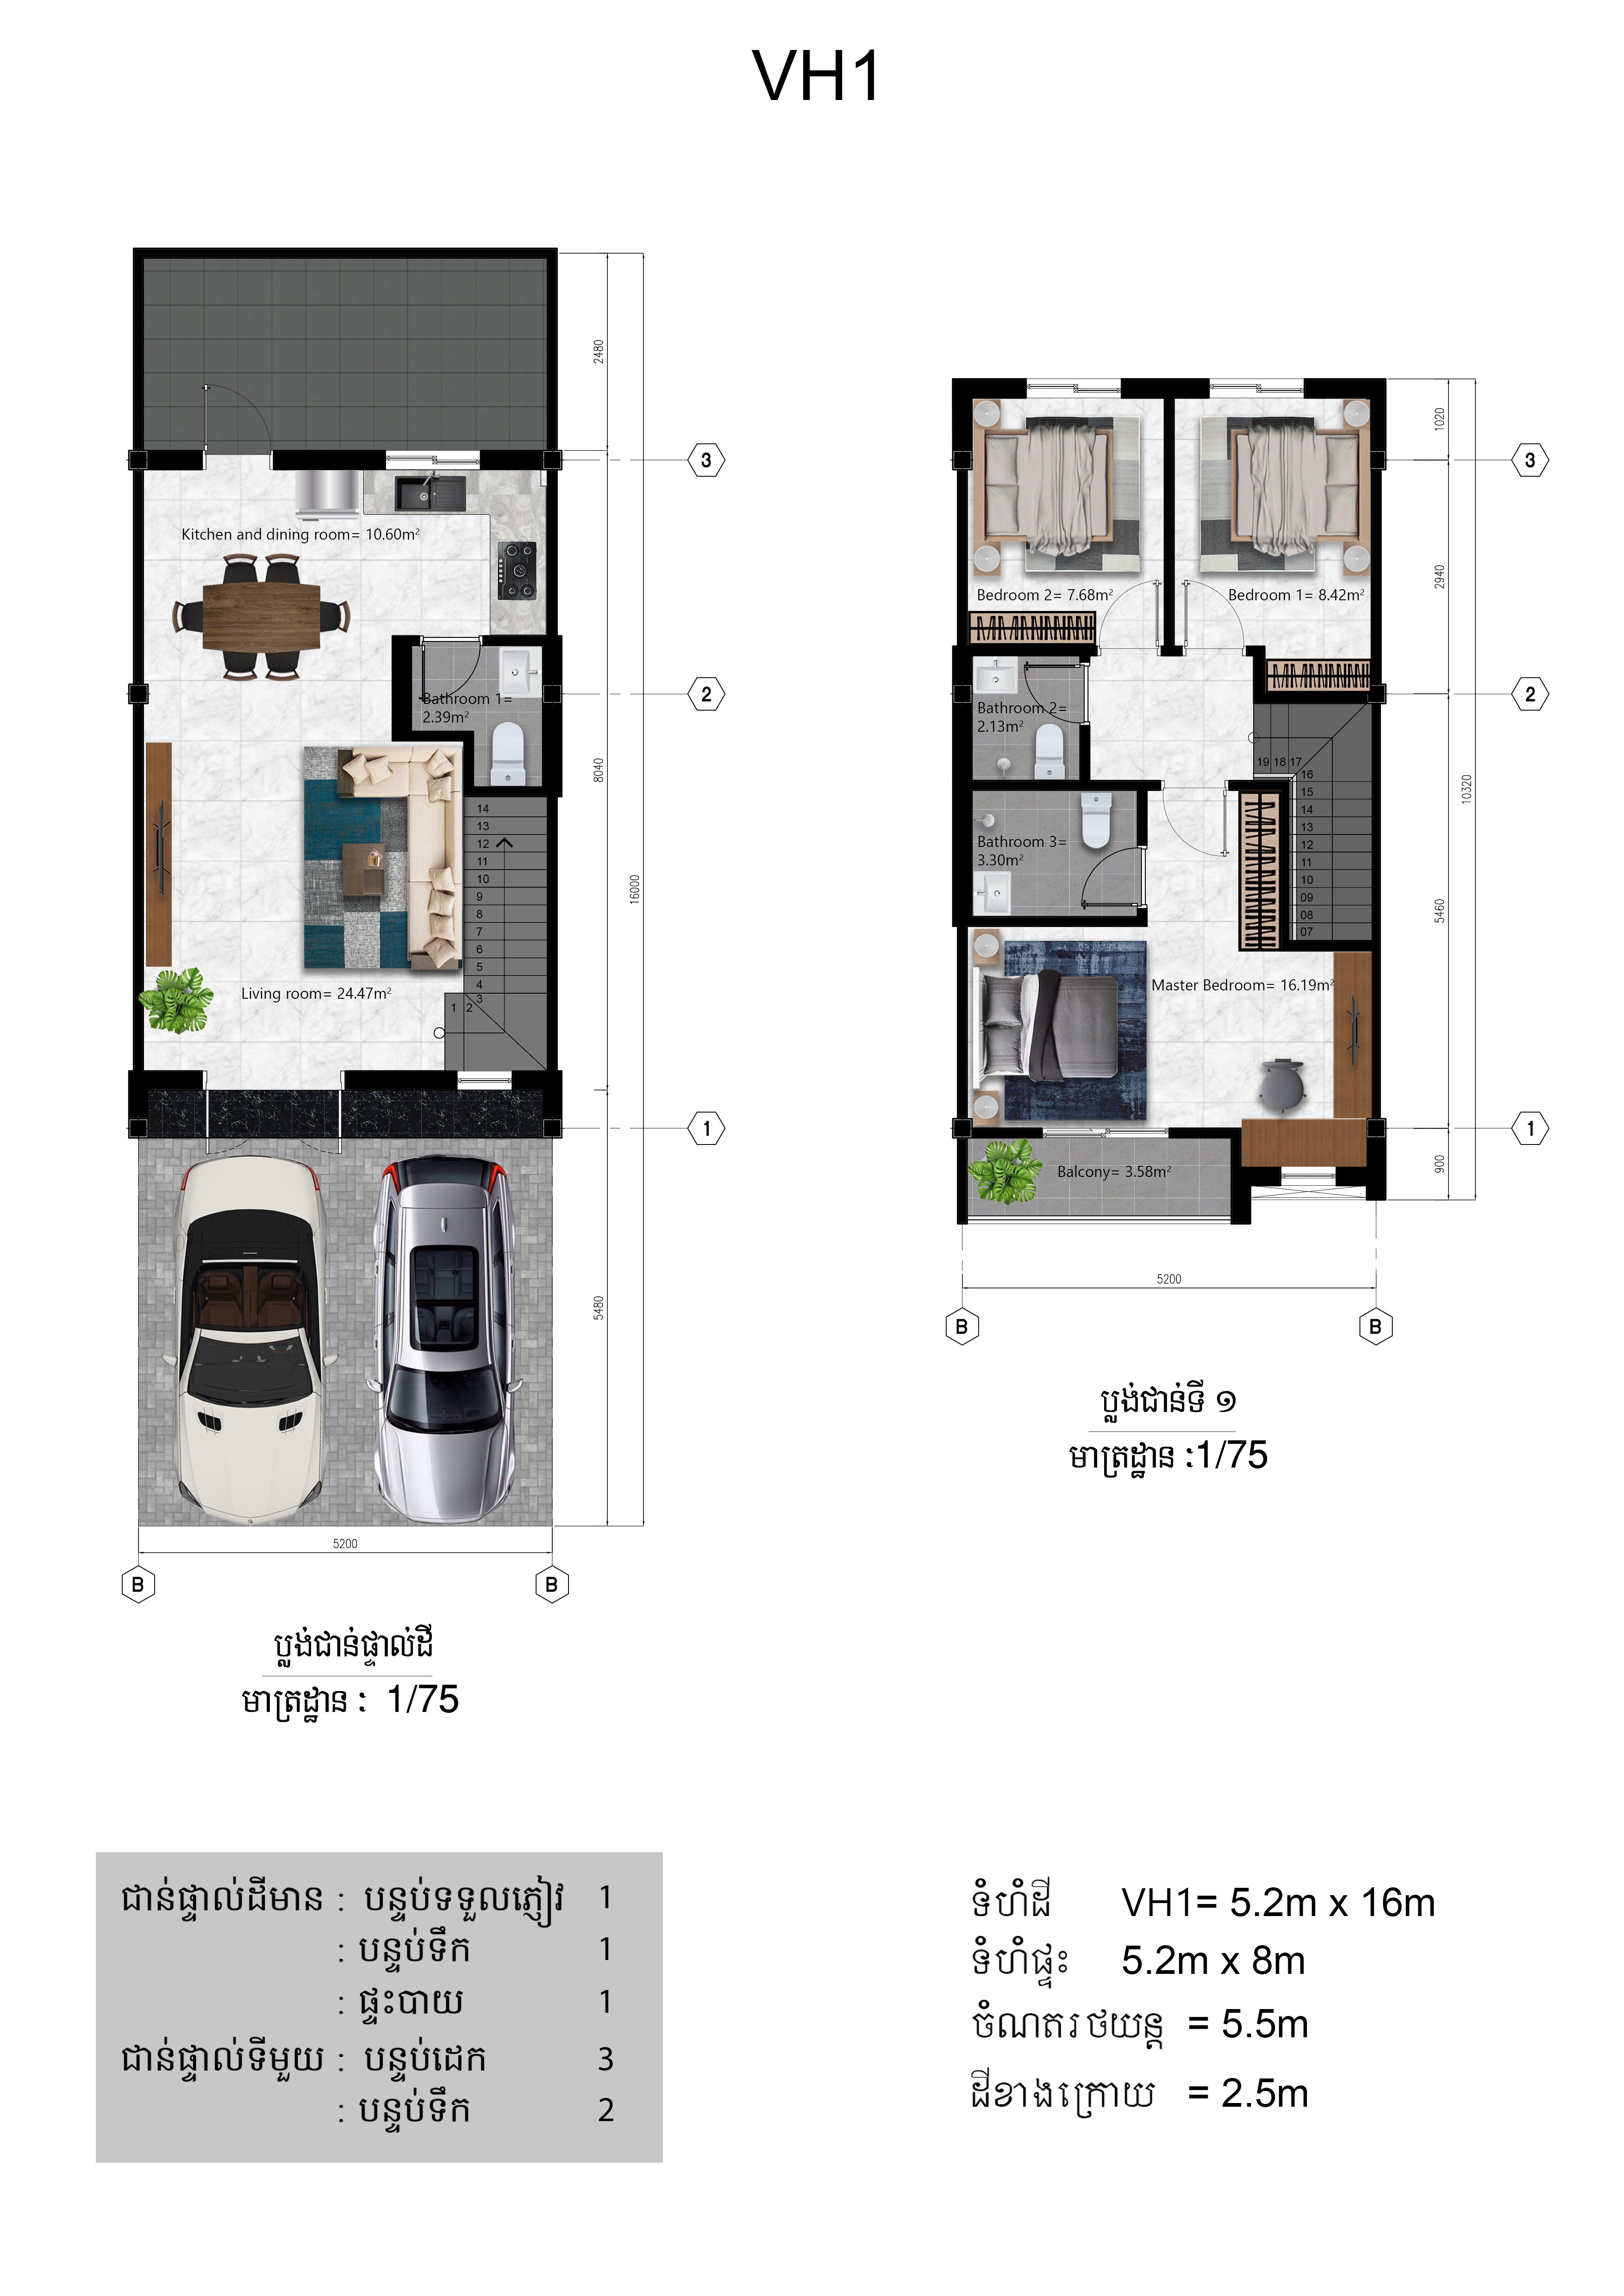 VH1
2480
3
Kitchen and dining room= 10.60m²
2
Bathroom 1=
2.39m²
8040
16000
14
13
12
11
10
9
8
7
6
5
4
3
1 2
Living room= 24.47m²
1
5480
5200
B B
ប្លង់ជាន់ផ្ទាល់ដី
មាត្រដ្ឋាន : 1/75
1020
3
2940
Bedroom 2= 7.68m²
Bedroom 1= 8.42m²
2
Bathroom 2=
2.13m²
19 18 17
16
15
14
13
12
11
10
09
08
07
10320
Bathroom 3=
3.30m²
5460
Master Bedroom= 16.19m²
1
900
Balcony= 3.58m²
5200
B B
ប្លង់ជាន់ទី ១
មាត្រដ្ឋាន :1/75
ជាន់ផ្ទាល់ដីមាន : បន្ទប់ទទួលភ្ញៀវ 1
: បន្ទប់ទឹក 1
: ផ្ទះបាយ 1
ជាន់ផ្ទាល់ទីមួយ : បន្ទប់ដេក 3
: បន្ទប់ទឹក 2
ទំហំដី VH1= 5.2m x 16m
ទំហំផ្ទះ 5.2m x 8m
ចំណតរថយន្ត = 5.5m
ដីខាងក្រោយ = 2.5m